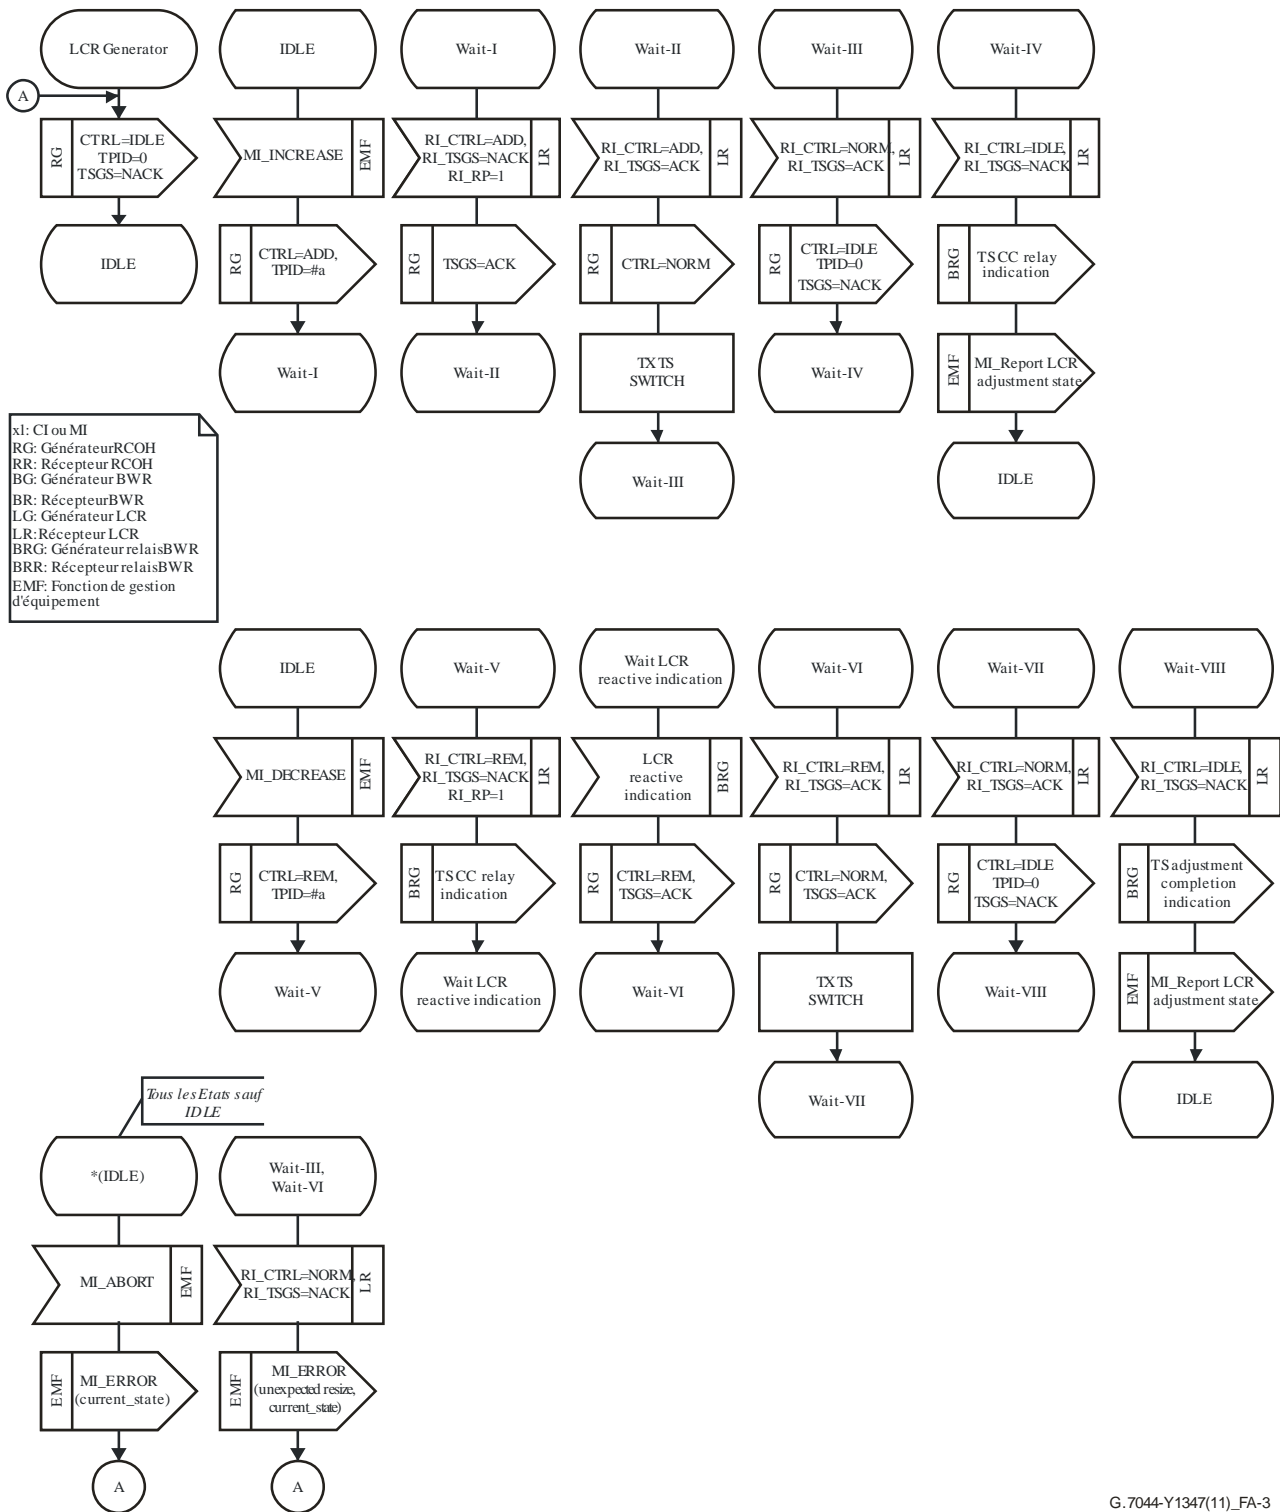 LCR Generator
A
RG
CTRL=IDLE
TPID=0
TSGS=NACK
IDLE
IDLE
MI_INCREASE
EMF
RG
CTRL=ADD,
TPID=#a
Wait-I
Wait-I
RI_CTRL=ADD,
RI_TSGS=NACK
RI_RP=1
LR
RG
TSGS=ACK
Wait-II
Wait-II
RI_CTRL=ADD,
RI_TSGS=ACK
LR
RG
CTRL=NORM
TX TS
SWITCH
Wait-III
Wait-III
RI_CTRL=NORM,
RI_TSGS=ACK
LR
RG
CTRL=IDLE
TPID=0
TSGS=NACK
Wait-IV
Wait-IV
RI_CTRL=IDLE,
RI_TSGS=NACK
LR
BRG
TSCC relay
indication
EMF
MI_Report LCR
adjustment state
IDLE
xI: CI ou MI
RG: Générateur RCOH
RR: Récepteur RCOH
BG: Générateur BWR
BR: Récepteur BWR
LG: Générateur LCR
LR: Récepteur LCR
BRG: Générateur relais BWR
BRR: Récepteur relais BWR
EMF: Fonction de gestion
d'équipement
IDLE
MI_DECREASE
EMF
RG
CTRL=REM,
TPID=#a
Wait-V
Wait-V
RI_CTRL=REM,
RI_TSGS=NACK
RI_RP=1
LR
BRG
TSCC relay
indication
Wait LCR
reactive indication
Wait LCR
reactive indication
LCR
reactive
indication
BRG
RG
CTRL=REM,
TSGS=ACK
Wait-VI
Wait-VI
RI_CTRL=REM,
RI_TSGS=ACK
LR
RG
CTRL=NORM,
TSGS=ACK
TX TS
SWITCH
Wait-VII
Wait-VII
RI_CTRL=NORM,
RI_TSGS=ACK
LR
RG
CTRL=IDLE
TPID=0
TSGS=NACK
Wait-VIII
Wait-VIII
RI_CTRL=IDLE,
RI_TSGS=NACK
LR
BRG
TS adjustment
completion
indication
EMF
MI_Report LCR
adjustment state
IDLE
Tous les Etats sauf
IDLE
*(IDLE)
MI_ABORT
EMF
EMF
MI_ERROR
(current_state)
A
Wait-III,
Wait-VI
RI_CTRL=NORM,
RI_TSGS=NACK
LR
EMF
MI_ERROR
(unexpected resize,
current_state)
A
G.7044-Y1347(11)_FA-3